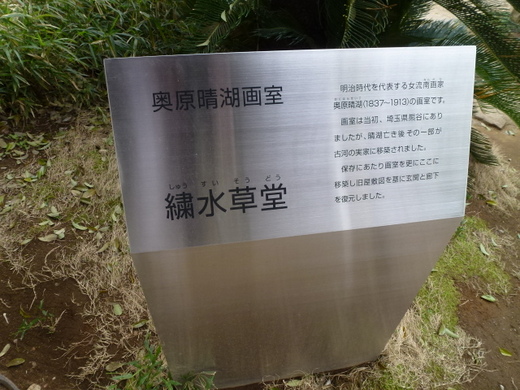 奥原晴湖画室
しゅう すい そう どう
繍水草堂
明治時代を代表する女流南画家
奥原晴湖(1837～1913)の画室です。
画室は当初、埼玉県熊谷にあり
ましたが、晴湖亡き後その一部が
古河の実家に移築されました。
保存にあたり画室を更にここに
移築し旧屋敷図を基に玄関と廊下
を復元しました。